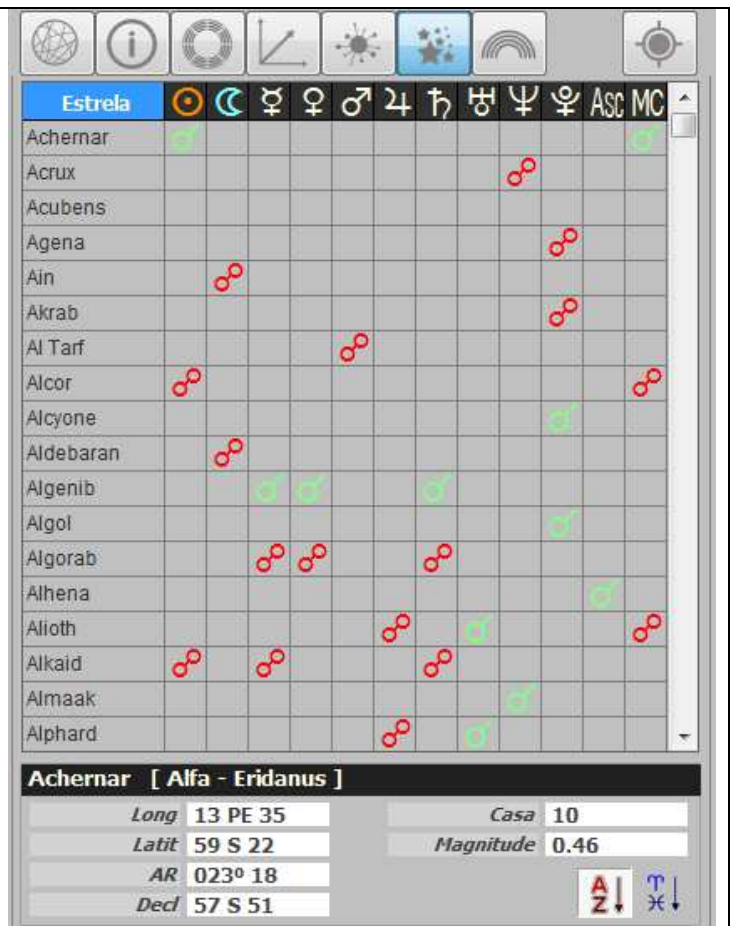 Estrela ☉ ☾ ☿ ♀ ♂ ♃ ♄ ♅ ♆ ♀ Asc MC
Achernar
Acrux
Acubens
Agena
Ain
Akrab
Al Tarf
Alcor
Alcyone
Aldebaran
Algenib
Algol
Algorab
Alhena
Alioth
Alkaid
Almaak
Alphard
Achernar [ Alfa - Eridanus ]
Long 13 PE 35 Casa 10
Latit 59 S 22 Magnitude 0.46
AR 023º 18
Decl 57 S 51
A
Z